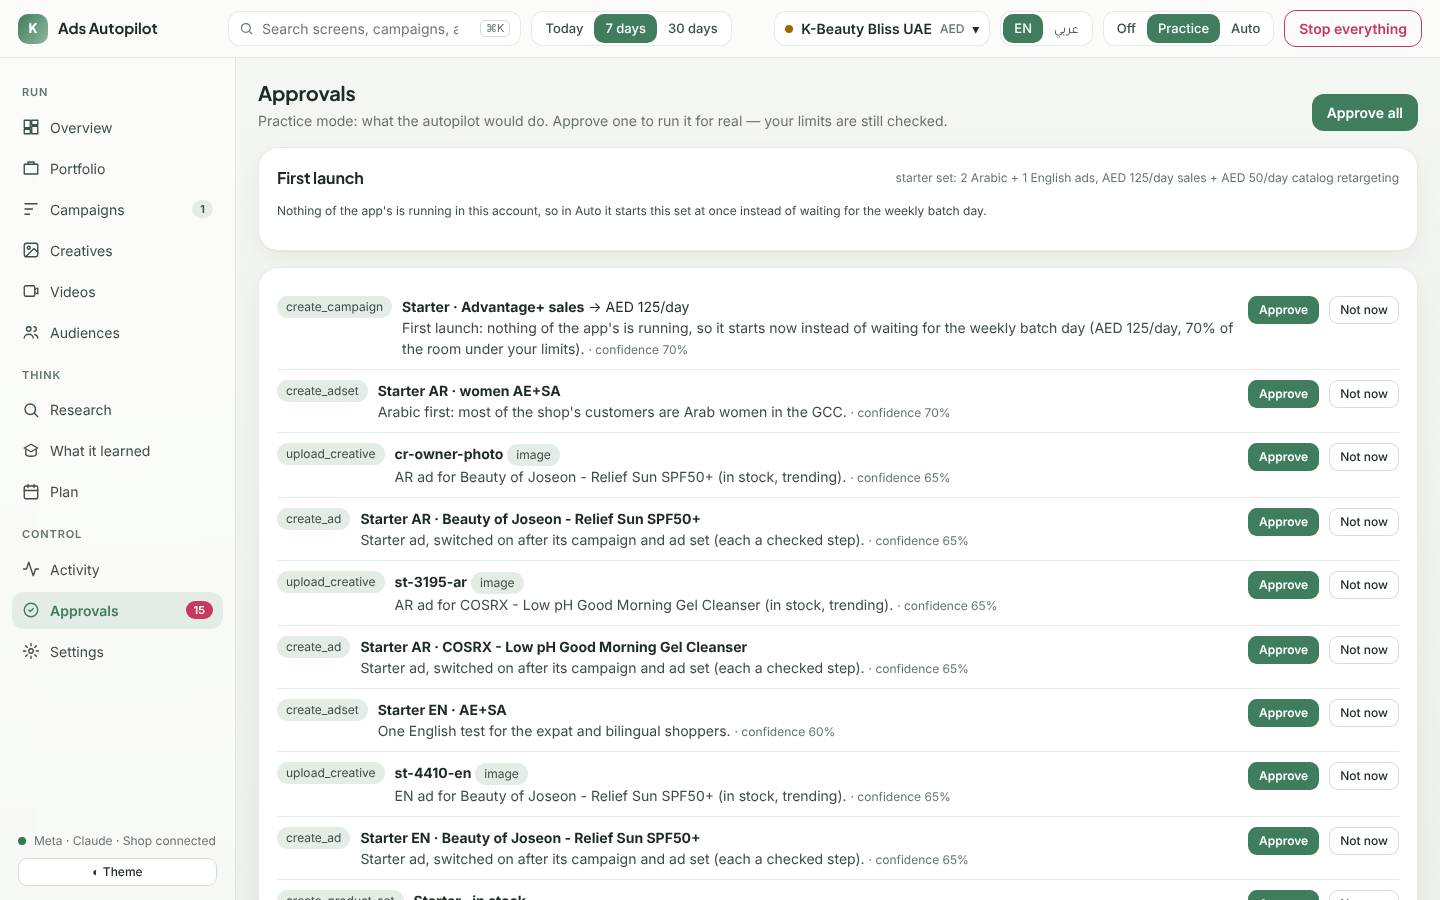 K
Ads Autopilot
Search screens, campaigns, a
⌘K
Today
7 days
30 days
K-Beauty Bliss UAE AED ▾
EN
عربي
Off
Practice
Auto
Stop everything
RUN
Overview
Portfolio
Campaigns 1
Creatives
Videos
Audiences
THINK
Research
What it learned
Plan
CONTROL
Activity
Approvals 15
Settings
Meta · Claude · Shop connected
Theme
Approvals
Practice mode: what the autopilot would do. Approve one to run it for real — your limits are still checked.
Approve all
First launch
starter set: 2 Arabic + 1 English ads, AED 125/day sales + AED 50/day catalog retargeting
Nothing of the app's is running in this account, so in Auto it starts this set at once instead of waiting for the weekly batch day.
create_campaign Starter · Advantage+ sales → AED 125/day Approve Not now
First launch: nothing of the app's is running, so it starts now instead of waiting for the weekly batch day (AED 125/day, 70% of
the room under your limits). · confidence 70%
create_adset Starter AR · women AE+SA Approve Not now
Arabic first: most of the shop's customers are Arab women in the GCC. · confidence 70%
upload_creative cr-owner-photo image Approve Not now
AR ad for Beauty of Joseon - Relief Sun SPF50+ (in stock, trending). · confidence 65%
create_ad Starter AR · Beauty of Joseon - Relief Sun SPF50+ Approve Not now
Starter ad, switched on after its campaign and ad set (each a checked step). · confidence 65%
upload_creative st-3195-ar image Approve Not now
AR ad for COSRX - Low pH Good Morning Gel Cleanser (in stock, trending). · confidence 65%
create_ad Starter AR · COSRX - Low pH Good Morning Gel Cleanser Approve Not now
Starter ad, switched on after its campaign and ad set (each a checked step). · confidence 65%
create_adset Starter EN · AE+SA Approve Not now
One English test for the expat and bilingual shoppers. · confidence 60%
upload_creative st-4410-en image Approve Not now
EN ad for Beauty of Joseon - Relief Sun SPF50+ (in stock, trending). · confidence 65%
create_ad Starter EN · Beauty of Joseon - Relief Sun SPF50+ Approve Not now
Starter ad, switched on after its campaign and ad set (each a checked step). · confidence 65%
create_product_set Starter · in stock Approve